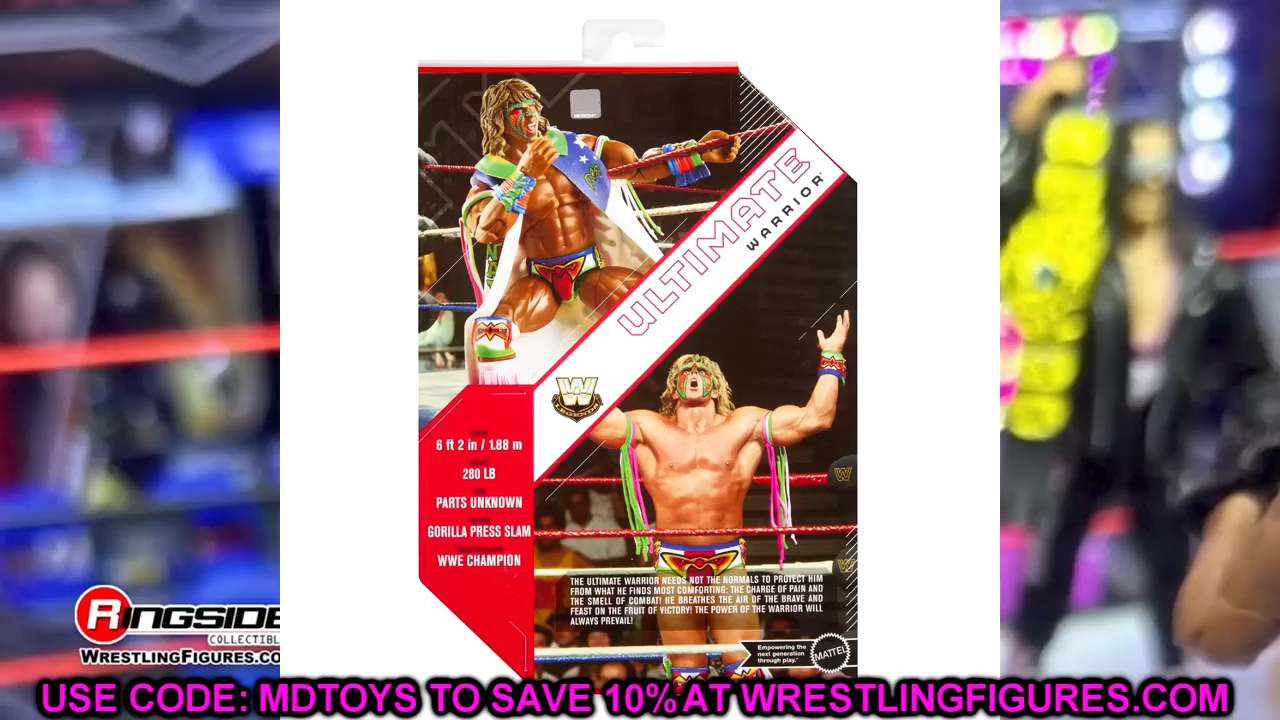 ULTIMATE
WARRIOR
W
LEGENDS
6 ft 2 in / 1.88 m
280 LB
PARTS UNKNOWN
GORILLA PRESS SLAM
WWE CHAMPION
THE ULTIMATE WARRIOR NEEDS NOT THE NORMALS TO PROTECT HIM
FROM WHAT HE FINDS MOST COMFORTING: THE CHARGE OF PAIN AND
THE SMELL OF COMBAT! HE BREATHES THE AIR OF THE BRAVE AND
FEAST ON THE FRUIT OF VICTORY! THE POWER OF THE WARRIOR WILL
ALWAYS PREVAIL!
Empowering the
next generation
through play.™
MATTEL
RINGSIDE
COLLECTIBL
WRESTLINGFIGURES.CO
USE CODE: MDTOYS TO SAVE 10% AT WRESTLINGFIGURES.COM